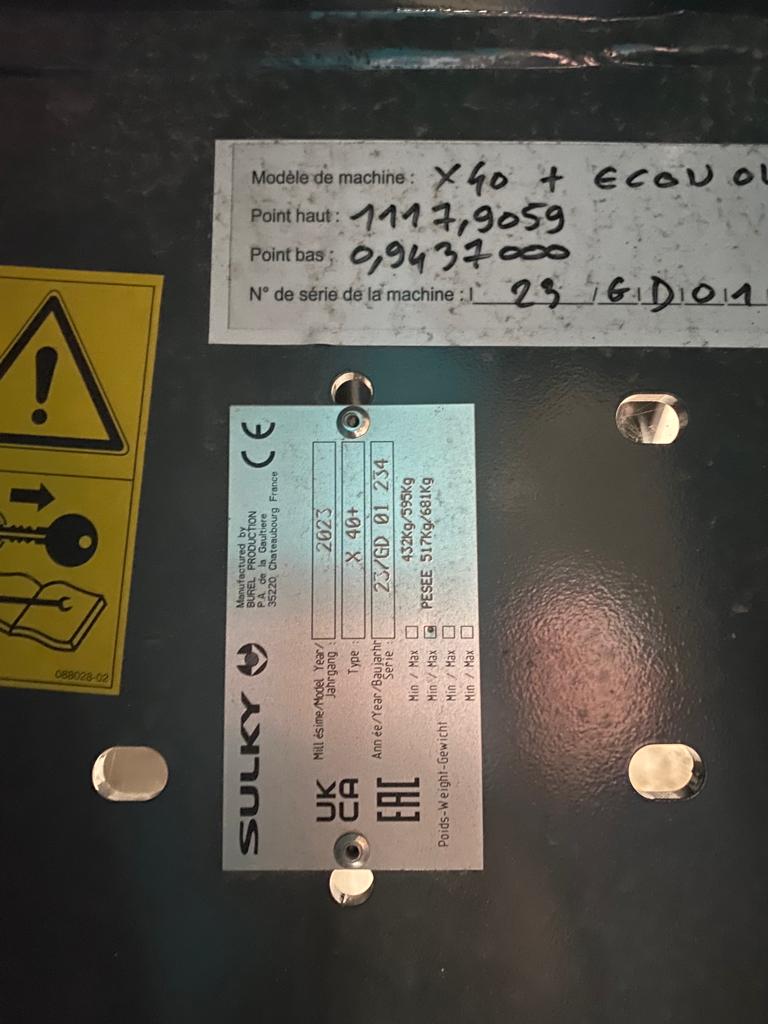 Modèle de machine : X40 + ECONOV
Point haut : 1117,9059
Point bas : 0,9437000
N° de série de la machine : 23/GD01
SULKY
Manufactured by
BUREL PRODUCTION
P.A. de la Gaultière
35220 Chateaubourg France
CE
UK
CA
EAC
Millésime/Model Year/
Jahrgang : 2023
Type : X 40+
Année/Year/Baujahr
Série : 23/GD 01 234
Poids-Weight-Gewicht
Min / Max 432Kg/595Kg
Min / Max PESEE 517Kg/681Kg
Min / Max
Min / Max
088028-02